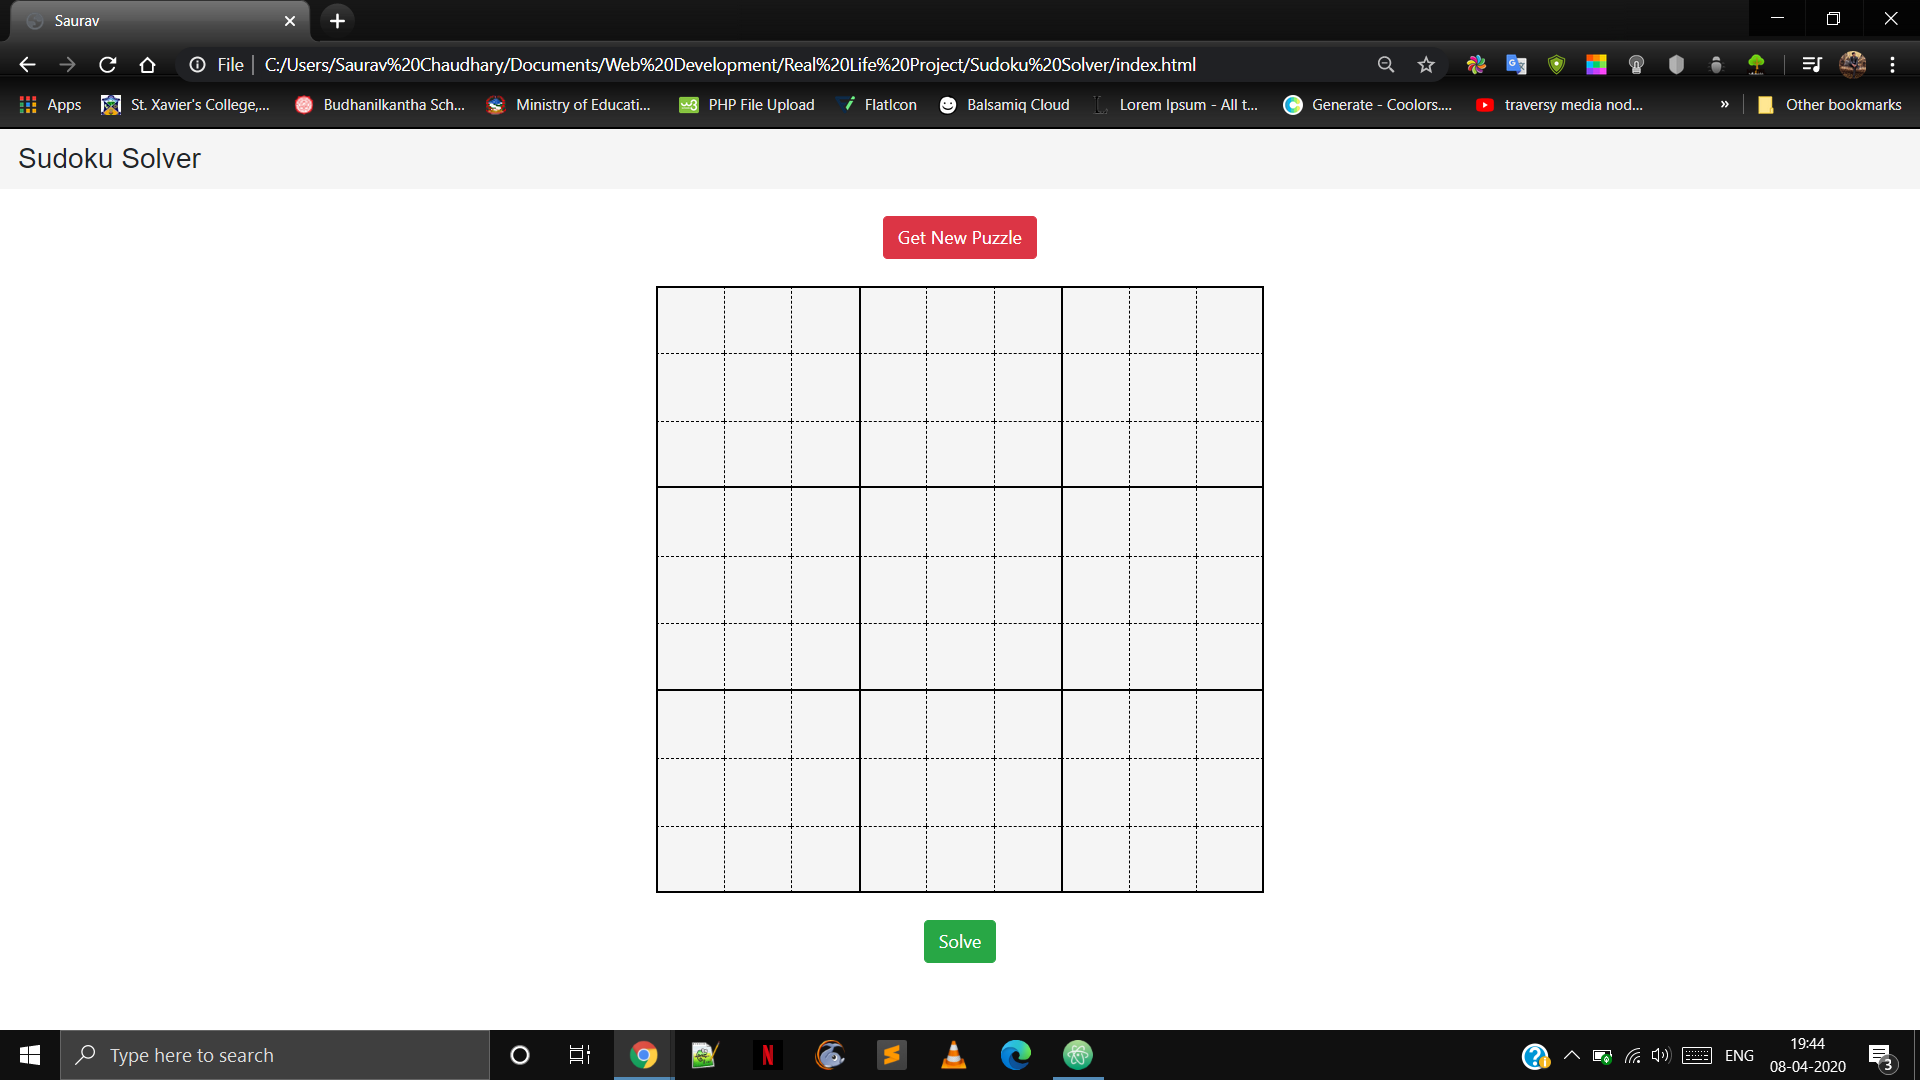 Saurav
File C:/Users/Saurav%20Chaudhary/Documents/Web%20Development/Real%20Life%20Project/Sudoku%20Solver/index.html
Apps St. Xavier's College,... Budhanilkantha Sch... Ministry of Educati... w3 PHP File Upload FlatIcon Balsamiq Cloud L Lorem Ipsum - All t... Generate - Coolors.... traversy media nod... » Other bookmarks
Sudoku Solver
Get New Puzzle
Solve
Type here to search
N
ENG
19:44
08-04-2020
3